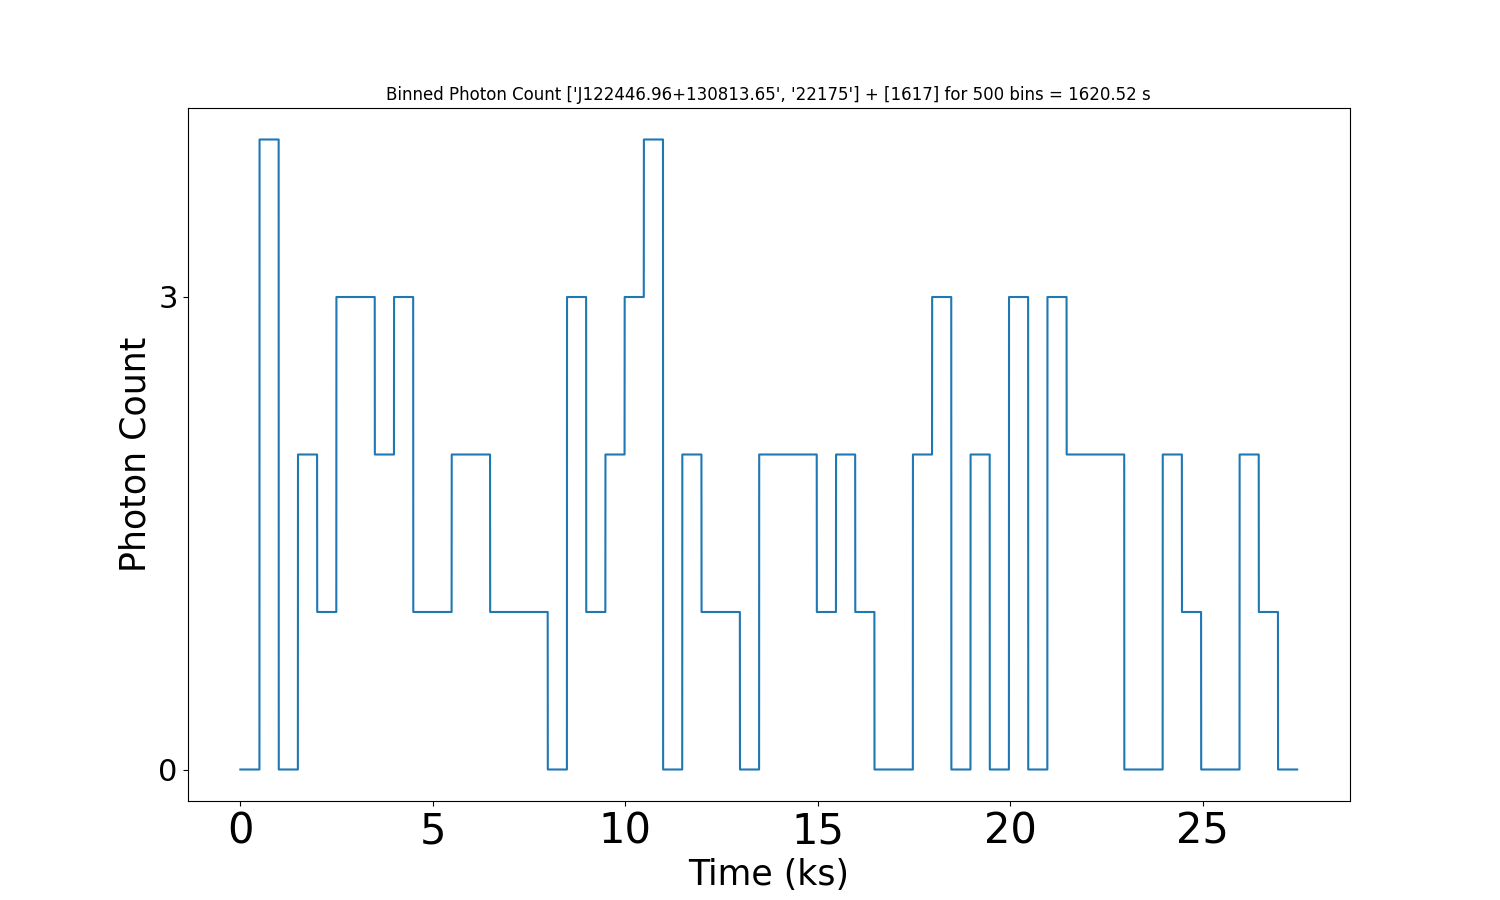 Binned Photon Count ['J122446.96+130813.65', '22175'] + [1617] for 500 bins = 1620.52 s
Photon Count
3
0
0 5 10 15 20 25
Time (ks)